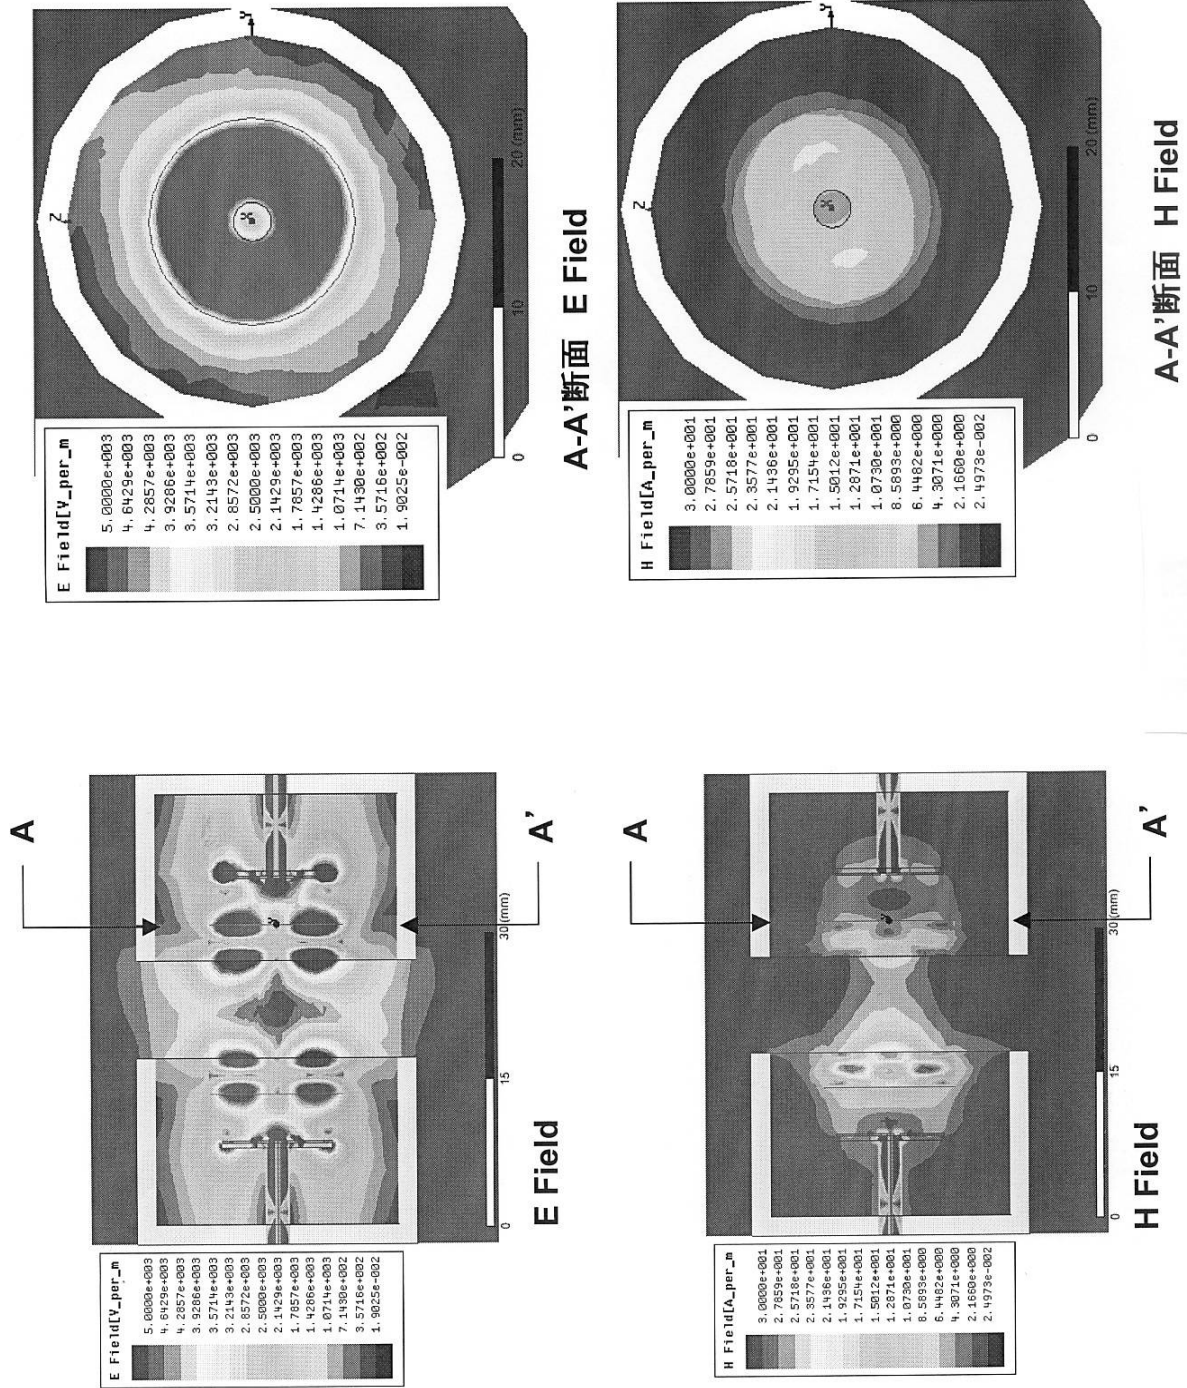 E Field[V_per_m
5.0000e+003
4.6429e+003
4.2857e+003
3.9286e+003
3.5714e+003
3.2143e+003
2.8572e+003
2.5000e+003
2.1429e+003
1.7857e+003
1.4286e+003
1.0714e+003
7.1430e+002
3.5716e+002
1.9025e-002
Z
Y
X
0
10
20 (mm)
A-A'断面 E Field
H Field[A_per_m
3.0000e+001
2.7859e+001
2.5718e+001
2.3577e+001
2.1436e+001
1.9295e+001
1.7154e+001
1.5012e+001
1.2871e+001
1.0730e+001
8.5893e+000
6.4482e+000
4.3071e+000
2.1660e+000
2.4973e-002
Z
Y
X
0
10
20 (mm)
A-A'断面 H Field
A
E Field[V_per_m
5.0000e+003
4.6429e+003
4.2857e+003
3.9286e+003
3.5714e+003
3.2143e+003
2.8572e+003
2.5000e+003
2.1429e+003
1.7857e+003
1.4286e+003
1.0714e+003
7.1430e+002
3.5716e+002
1.9025e-002
0
15
30 (mm)
A'
E Field
A
H Field[A_per_m
3.0000e+001
2.7859e+001
2.5718e+001
2.3577e+001
2.1436e+001
1.9295e+001
1.7154e+001
1.5012e+001
1.2871e+001
1.0730e+001
8.5893e+000
6.4482e+000
4.3071e+000
2.1660e+000
2.4973e-002
0
15
30 (mm)
A'
H Field